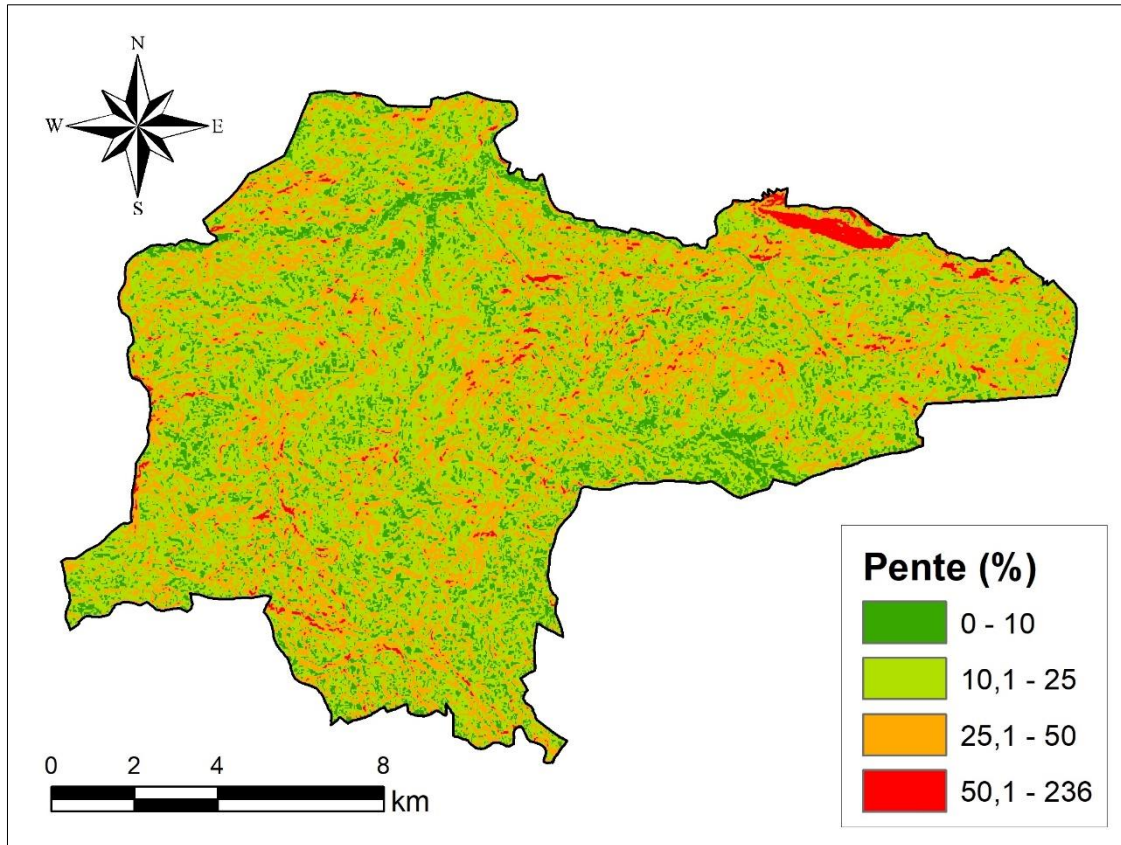 N
W E
S
Pente (%)
0 - 10
10,1 - 25
25,1 - 50
50,1 - 236
0 2 4 8
km